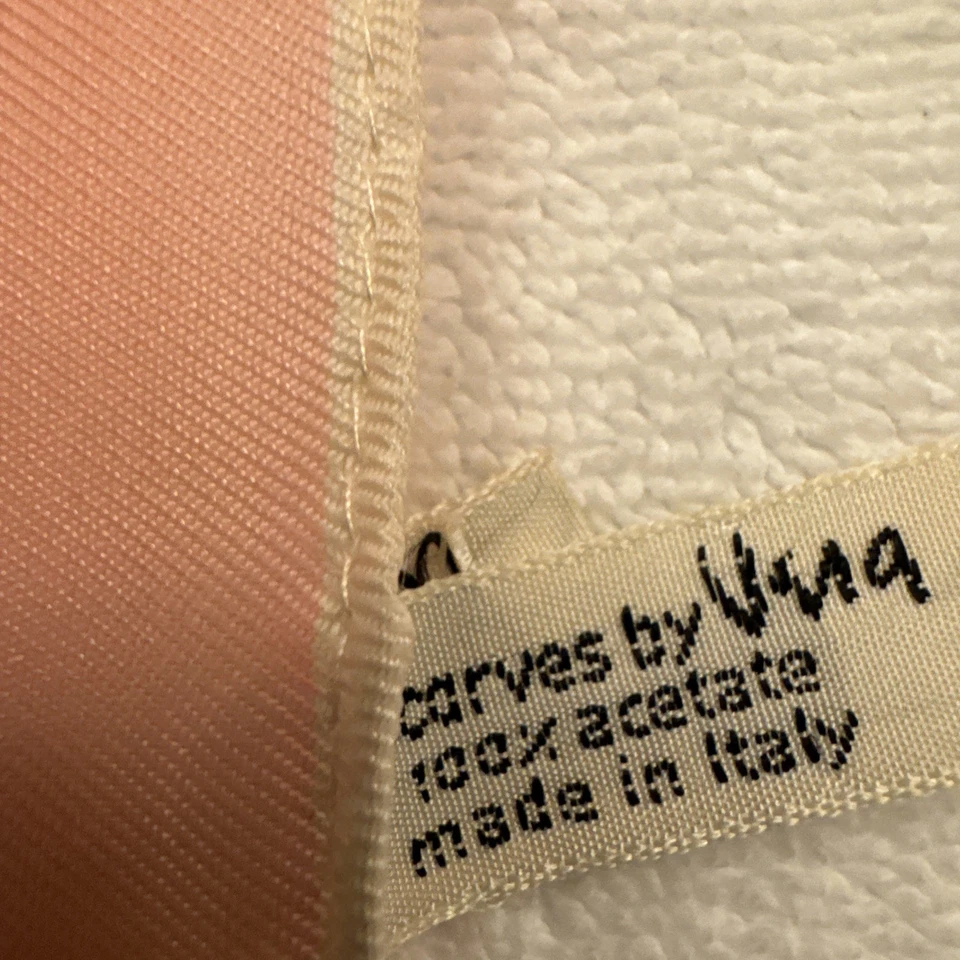 carves by Vera
100% acetate
made in Italy